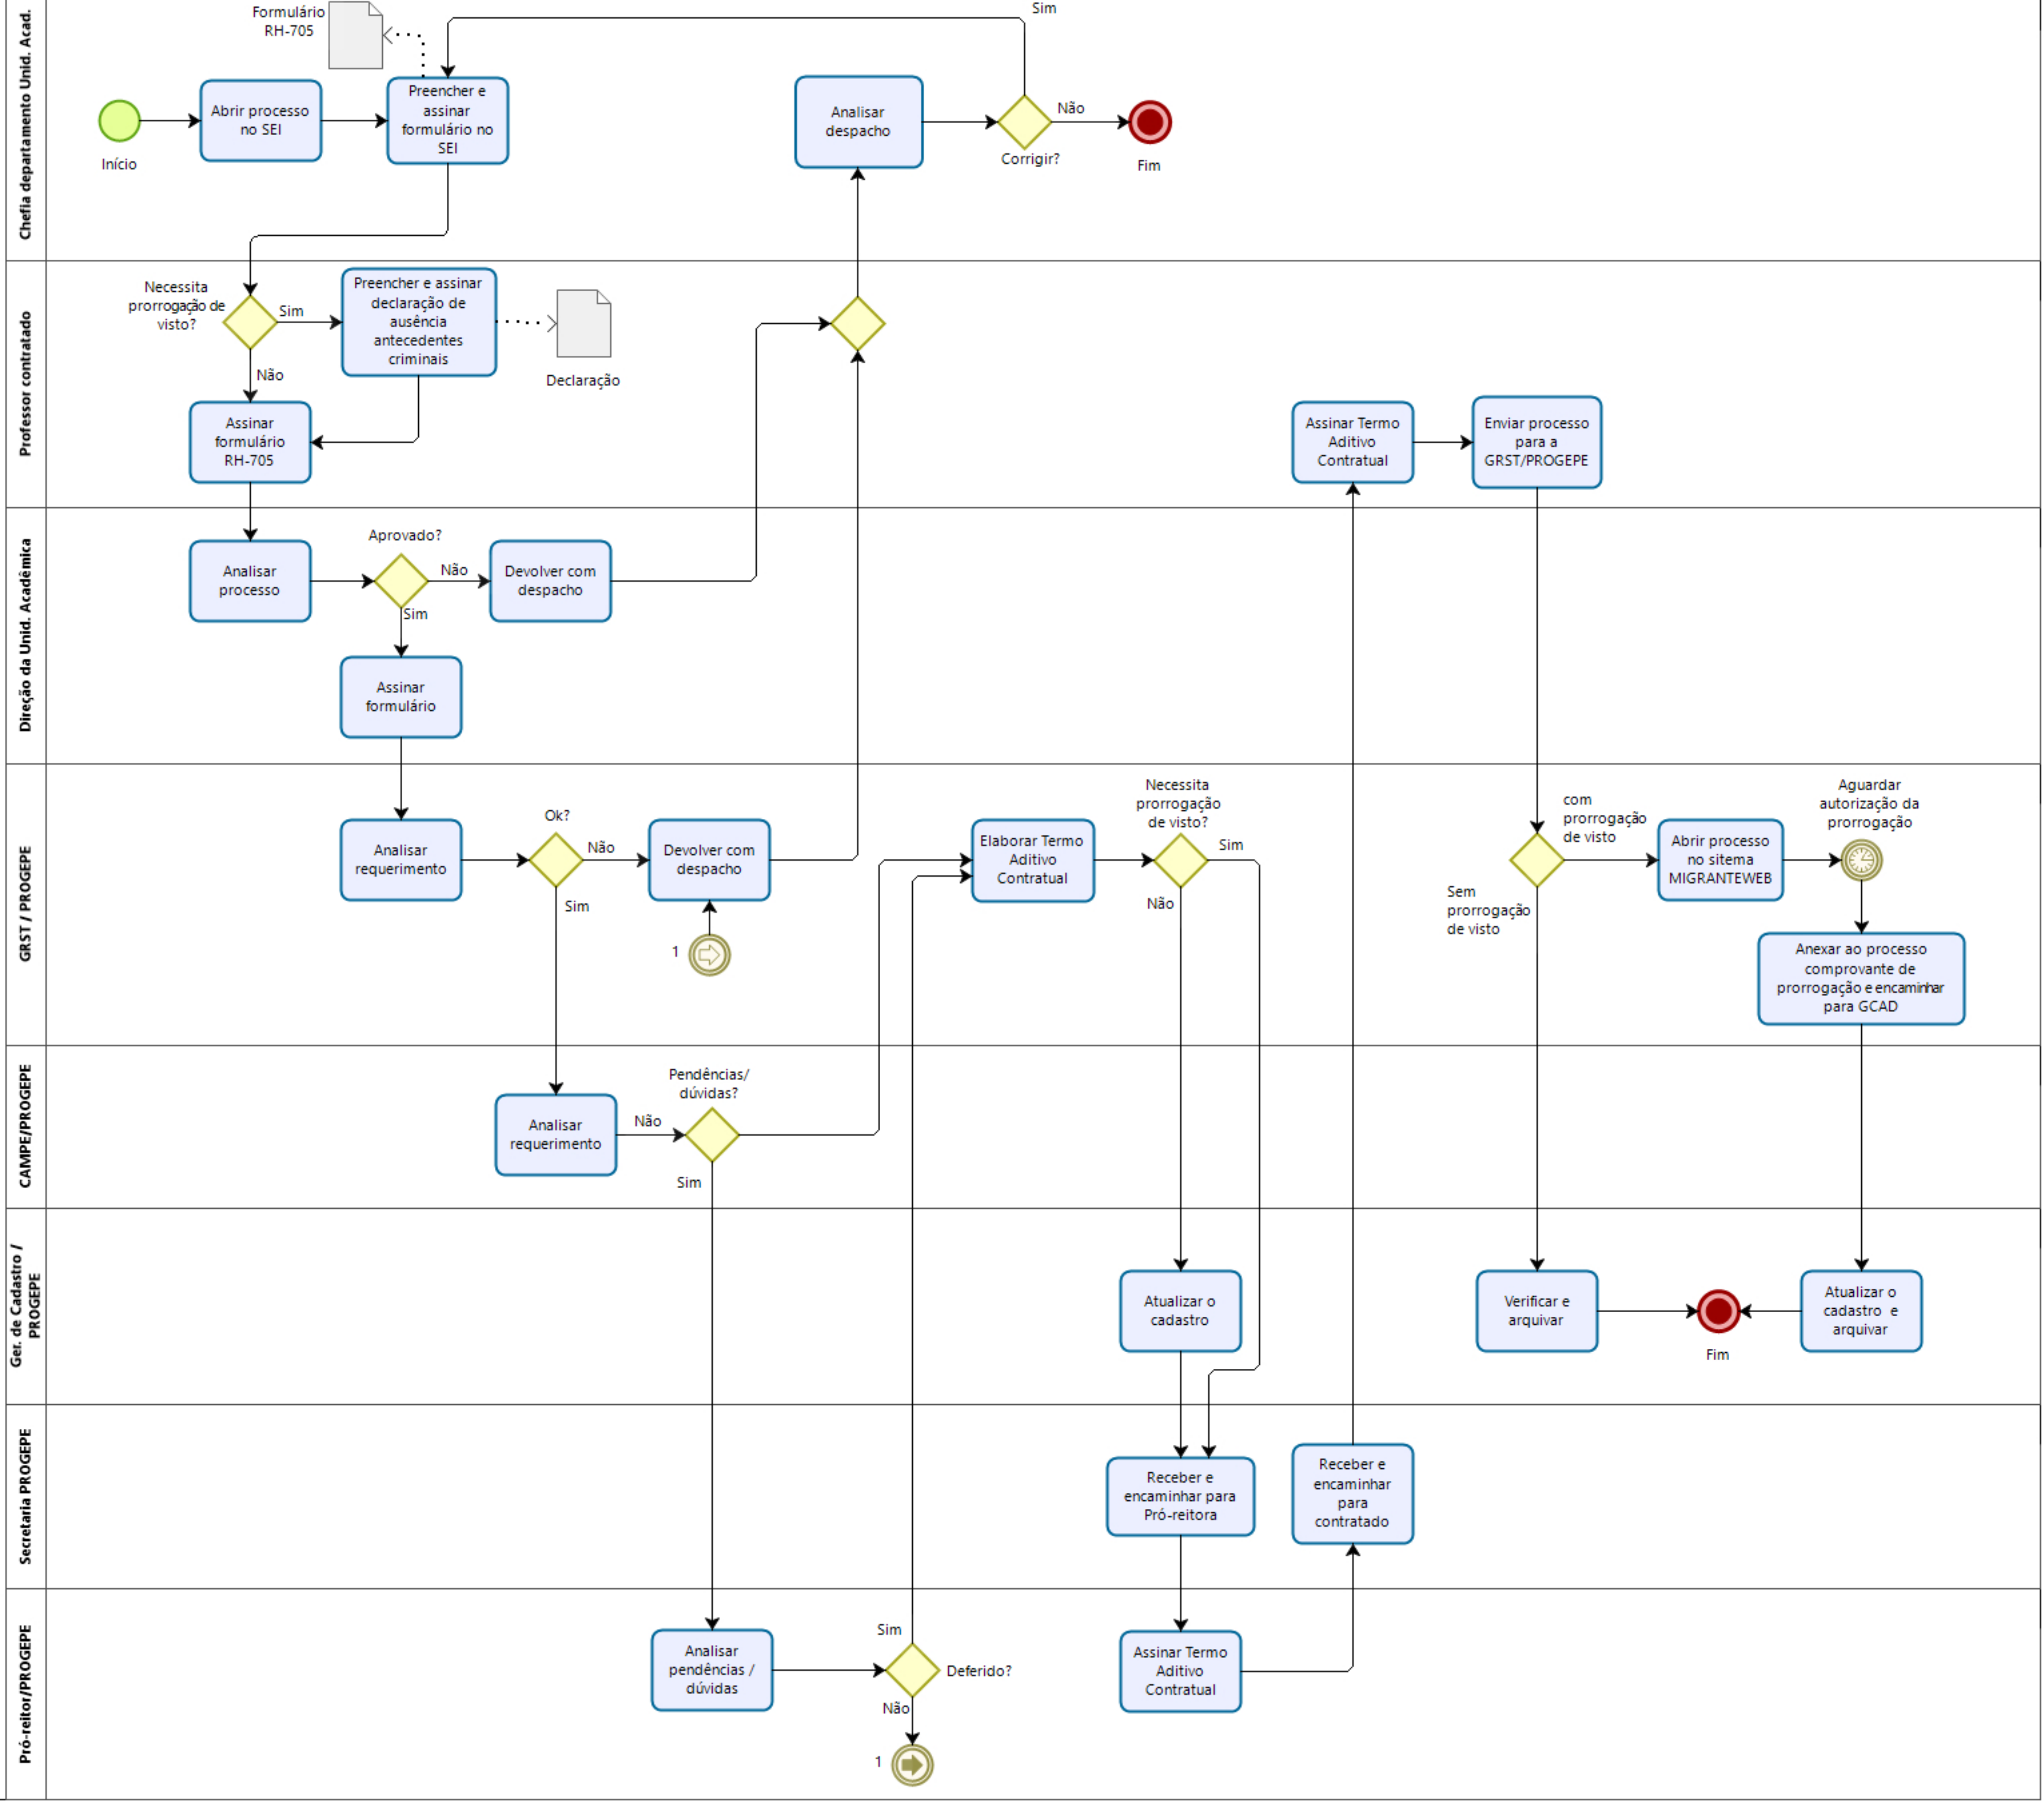 Chefia departamento Unid. Acad.
Formulário
RH-705
Sim
Início
Abrir processo
no SEI
Preencher e
assinar
formulário no
SEI
Analisar
despacho
Corrigir?
Não
Fim
Professor contratado
Necessita
prorrogação de
visto?
Sim
Não
Preencher e assinar
declaração de
ausência
antecedentes
criminais
Declaração
Assinar
formulário
RH-705
Assinar Termo
Aditivo
Contratual
Enviar processo
para a
GRST/PROGEPE
Direção da Unid. Acadêmica
Analisar
processo
Aprovado?
Não
Sim
Devolver com
despacho
Assinar
formulário
GRST / PROGEPE
Analisar
requerimento
Ok?
Não
Sim
Devolver com
despacho
1
Elaborar Termo
Aditivo
Contratual
Necessita
prorrogação
de visto?
Sim
Não
com
prorrogação
de visto
Sem
prorrogação
de visto
Abrir processo
no sitema
MIGRANTEWEB
Aguardar
autorização da
prorrogação
Anexar ao processo
comprovante de
prorrogação e encaminhar
para GCAD
CAMPE/PROGEPE
Analisar
requerimento
Não
Pendências/
dúvidas?
Sim
Ger. de Cadastro /
PROGEPE
Atualizar o
cadastro
Verificar e
arquivar
Fim
Atualizar o
cadastro e
arquivar
Secretaria PROGEPE
Receber e
encaminhar para
Pró-reitora
Receber e
encaminhar
para
contratado
Pró-reitor/PROGEPE
Analisar
pendências /
dúvidas
Sim
Deferido?
Não
1
Assinar Termo
Aditivo
Contratual